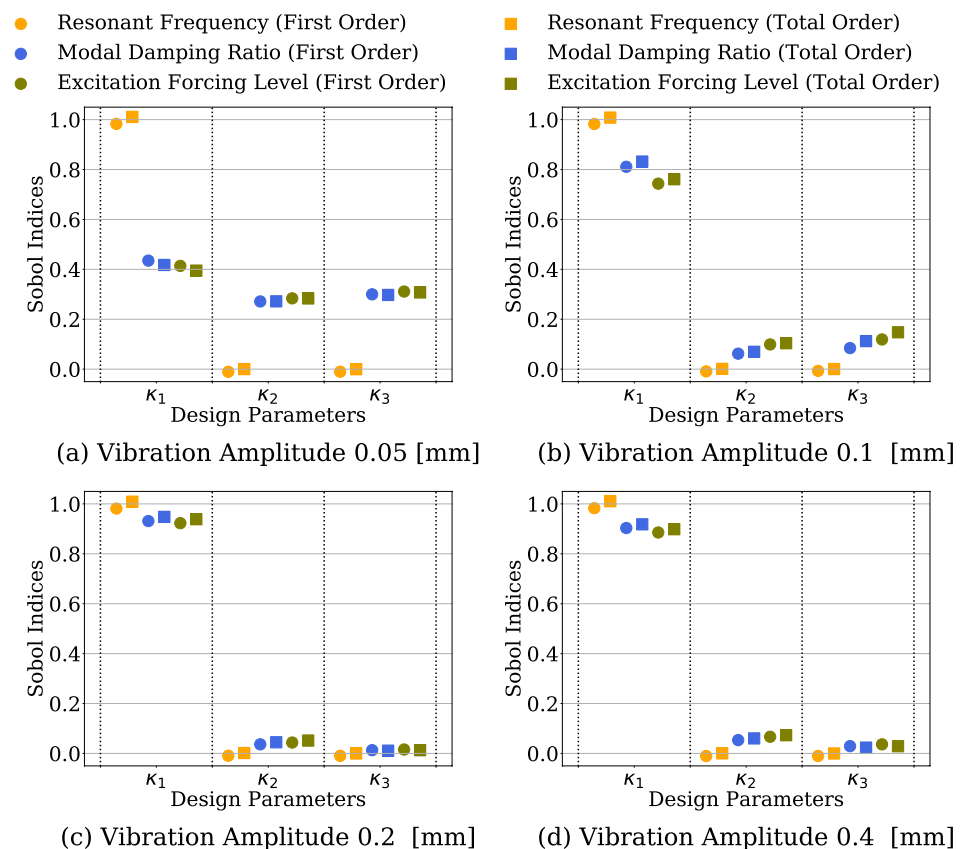 Resonant Frequency (First Order)
Modal Damping Ratio (First Order)
Excitation Forcing Level (First Order)
Resonant Frequency (Total Order)
Modal Damping Ratio (Total Order)
Excitation Forcing Level (Total Order)
Sobol Indices
1.0
0.8
0.6
0.4
0.2
0.0
κ1
κ2
κ3
Design Parameters
(a) Vibration Amplitude 0.05 [mm]
Sobol Indices
1.0
0.8
0.6
0.4
0.2
0.0
κ1
κ2
κ3
Design Parameters
(b) Vibration Amplitude 0.1 [mm]
Sobol Indices
1.0
0.8
0.6
0.4
0.2
0.0
κ1
κ2
κ3
Design Parameters
(c) Vibration Amplitude 0.2 [mm]
Sobol Indices
1.0
0.8
0.6
0.4
0.2
0.0
κ1
κ2
κ3
Design Parameters
(d) Vibration Amplitude 0.4 [mm]